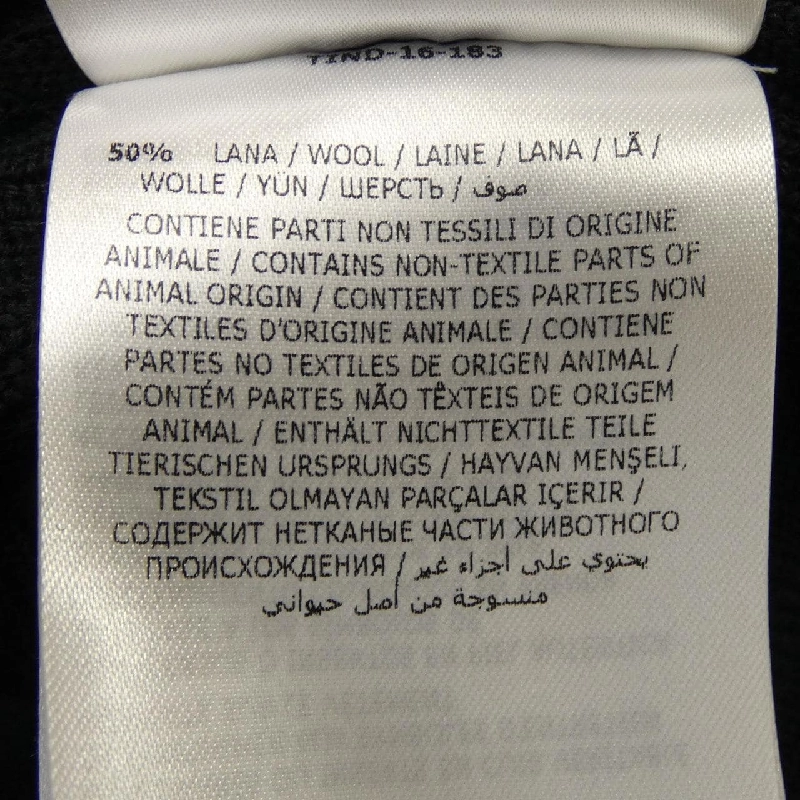 TIND-16-183
50% LANA / WOOL / LAINE / LANA / LÃ /
WOLLE / YÜN / ШЕРСТЬ / صوف
CONTIENE PARTI NON TESSILI DI ORIGINE
ANIMALE / CONTAINS NON-TEXTILE PARTS OF
ANIMAL ORIGIN / CONTIENT DES PARTIES NON
TEXTILES D'ORIGINE ANIMALE / CONTIENE
PARTES NO TEXTILES DE ORIGEN ANIMAL /
CONTÉM PARTES NÃO TÊXTEIS DE ORIGEM
ANIMAL / ENTHÄLT NICHTTEXTILE TEILE
TIERISCHEN URSPRUNGS / HAYVAN MENŞELİ,
TEKSTIL OLMAYAN PARÇALAR IÇERIR /
СОДЕРЖИТ НЕТКАНЫЕ ЧАСТИ ЖИВОТНОГО
ПРОИСХОЖДЕНИЯ / يحتوي على أجزاء غير
منسوجة من أصل حيواني